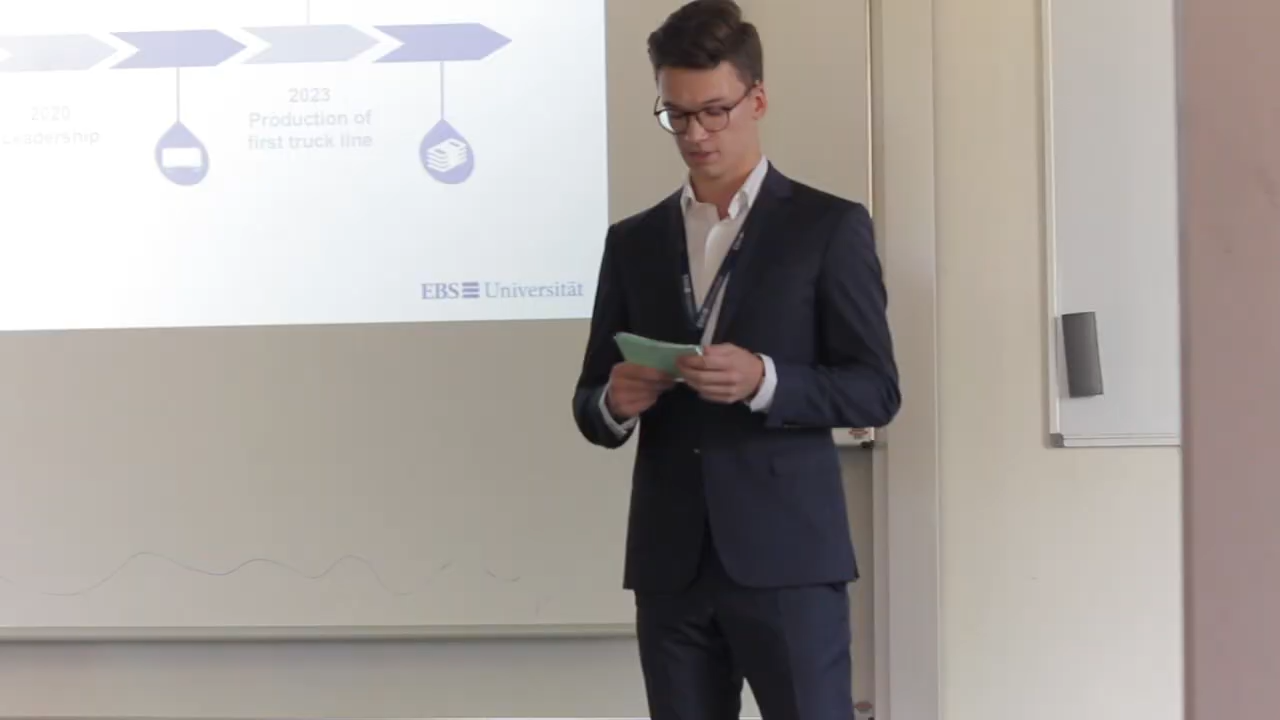 2020
Leadership
2023
Production of
first truck line
EBS Universität